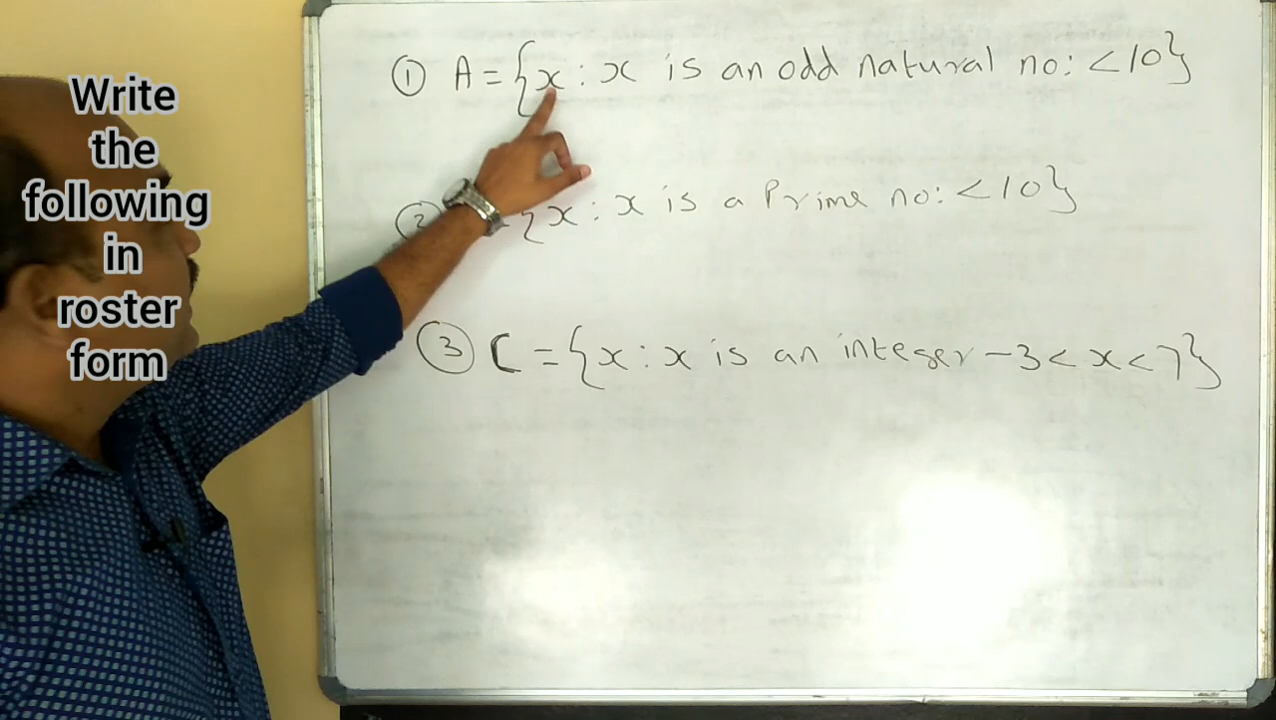 Write
the
following
in
roster
form
① A = {x : x is an odd natural no: < 10}
② = {x : x is a Prime no: < 10}
③ C = {x : x is an integer -3 < x < 7}